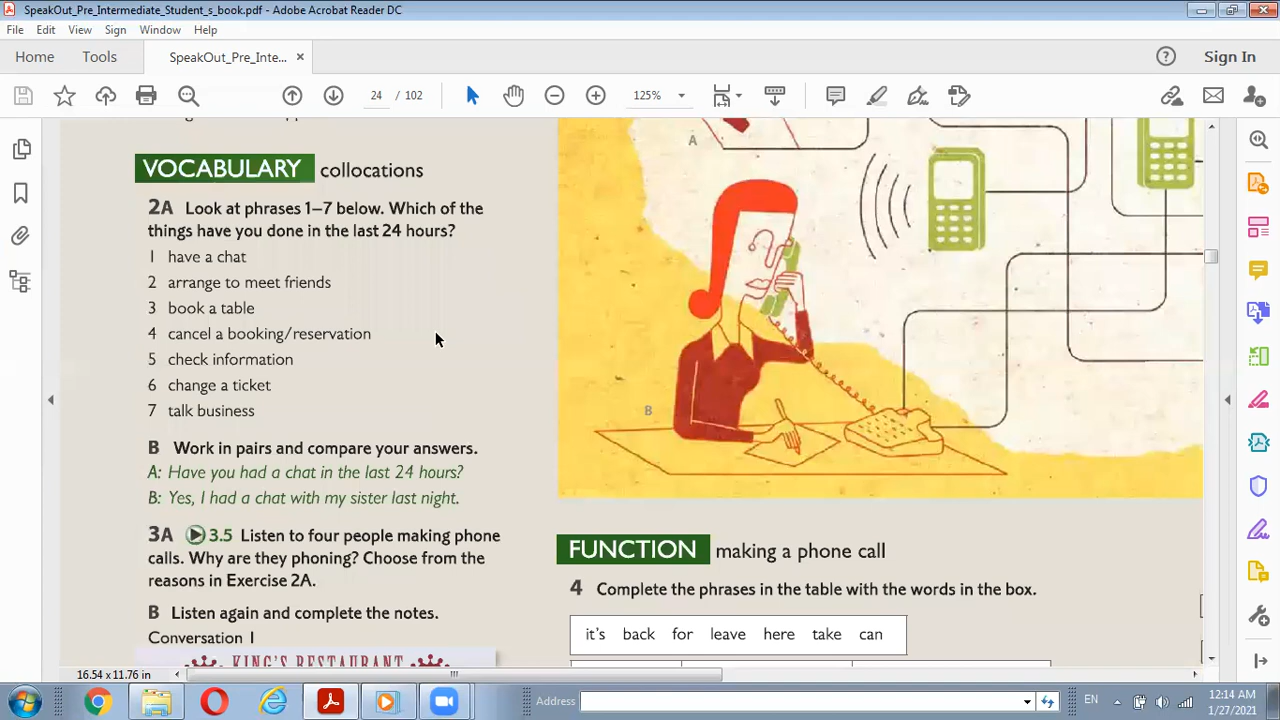 SpeakOut_Pre_Intermediate_Student_s_book.pdf - Adobe Acrobat Reader DC
File Edit View Sign Window Help
Home Tools SpeakOut_Pre_Inte... × ? Sign In
24 / 102 125%
VOCABULARY collocations
2A Look at phrases 1–7 below. Which of the
things have you done in the last 24 hours?
1 have a chat
2 arrange to meet friends
3 book a table
4 cancel a booking/reservation
5 check information
6 change a ticket
7 talk business
B Work in pairs and compare your answers.
A: Have you had a chat in the last 24 hours?
B: Yes, I had a chat with my sister last night.
3A 3.5 Listen to four people making phone
calls. Why are they phoning? Choose from the
reasons in Exercise 2A.
B Listen again and complete the notes.
Conversation 1
KING'S RESTAURANT
A
B
FUNCTION making a phone call
4 Complete the phrases in the table with the words in the box.
it's back for leave here take can
16.54 x 11.76 in
Address EN 12:14 AM
1/27/2021